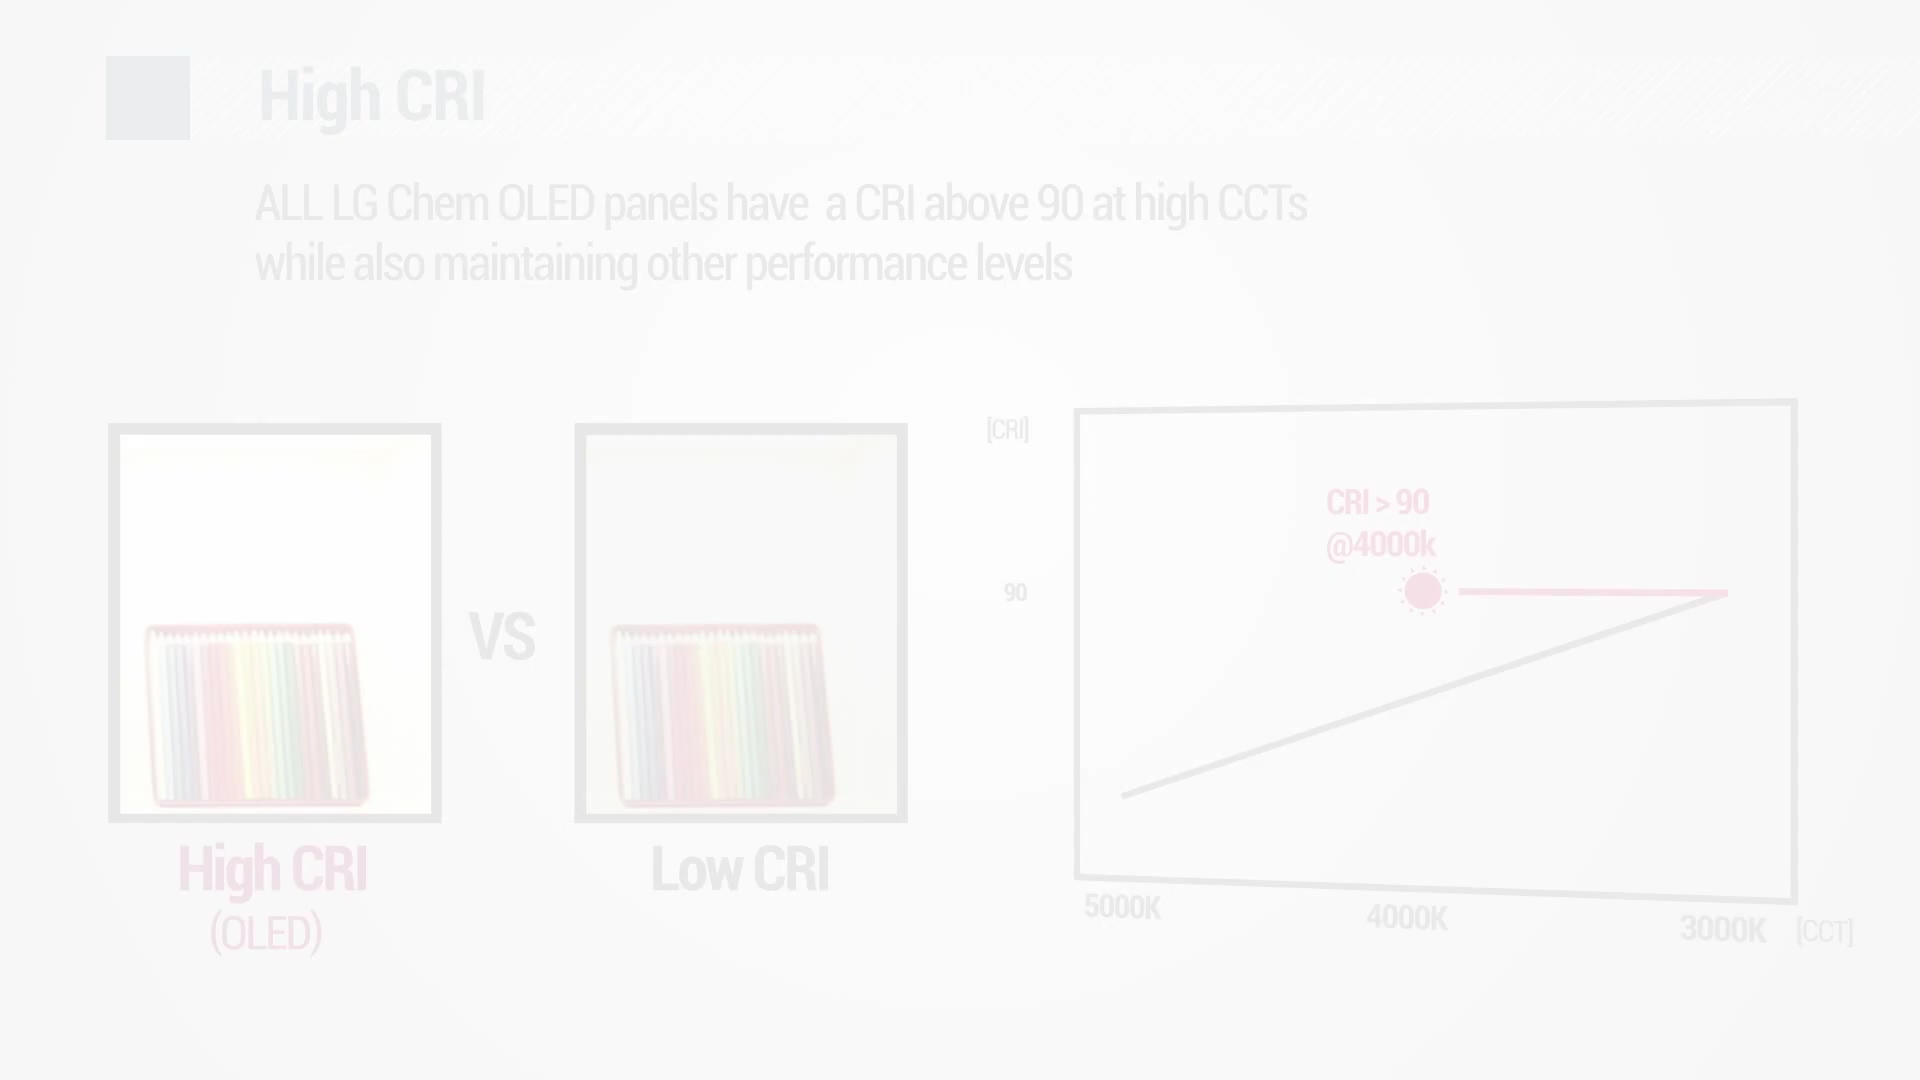 High CRI
ALL LG Chem OLED panels have a CRI above 90 at high CCTs
while also maintaining other performance levels
[CRI]
CRI > 90
@4000k
90
VS
High CRI
(OLED)
Low CRI
5000K
4000K
3000K
[CCT]